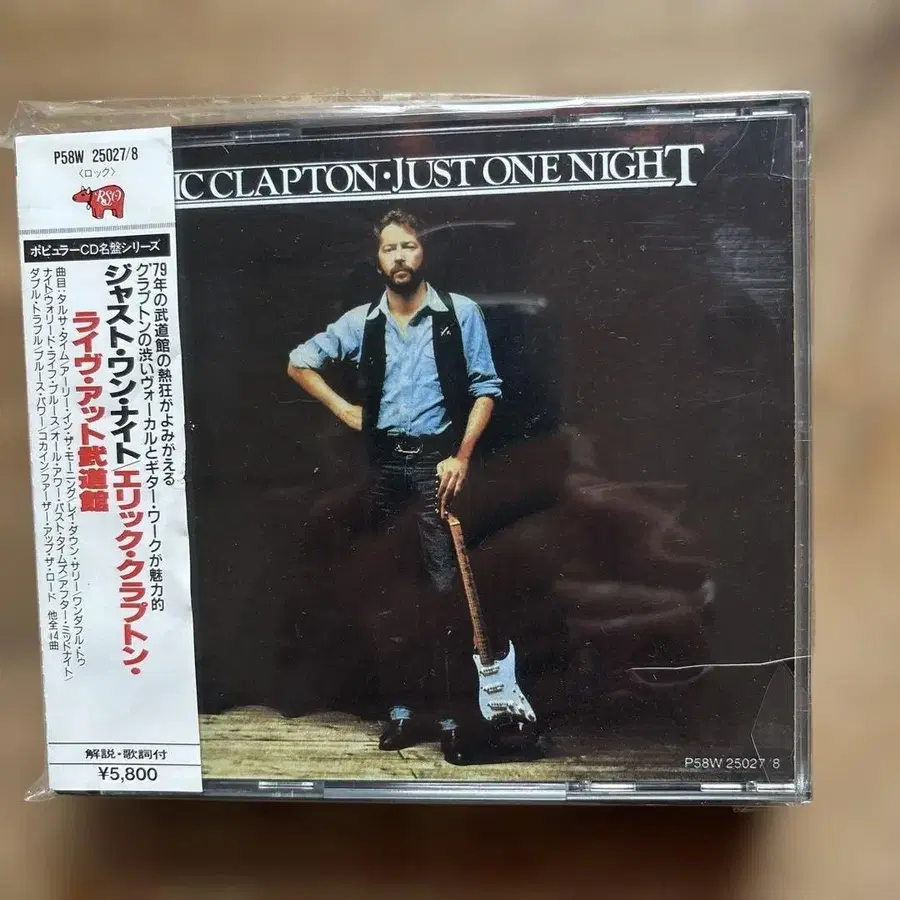 P58W 25027/8
〈ロック〉
RSO
ポピュラーCD名盤シリーズ
'79年の武道館の熱狂がよみがえる
クラプトンの渋いヴォーカルとギター・ワークが魅力的
ジャスト・ワン・ナイト/エリック・クラプトン・
ライヴ・アット武道館
曲目:タルサ・タイム/アーリー・イン・ザ・モーニング/レイ・ダウン・サリー/ワンダフル・トゥ
ナイト/ウォリード・ライフ・ブルース/オール・アワー・パスト・タイムズ/アフター・ミッドナイト/
ダブル・トラブル/ブルース・パワー/コカイン/ファーザー・アップ・ザ・ロード 他全14曲
解説・歌詞付
¥5,800
IC CLAPTON・JUST ONE NIGHT
P58W 25027/8